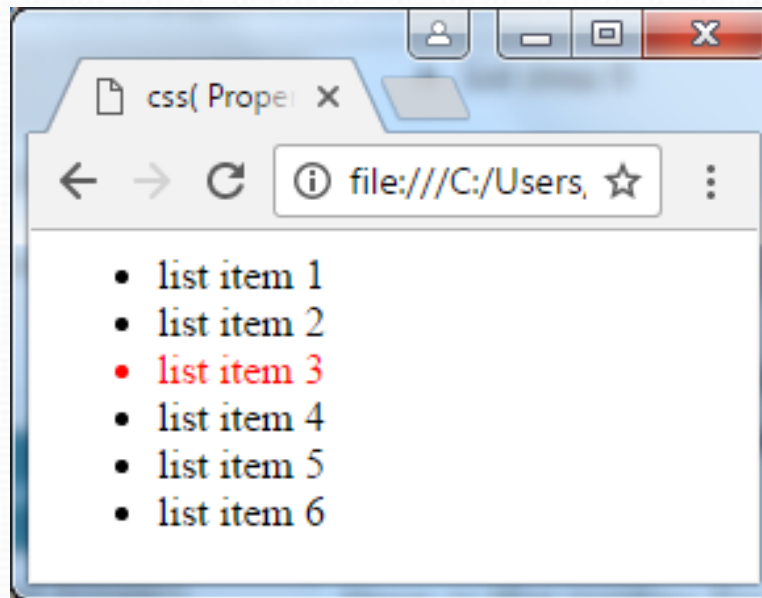 css( Prope
file:///C:/Users,
list item 1
list item 2
list item 3
list item 4
list item 5
list item 6